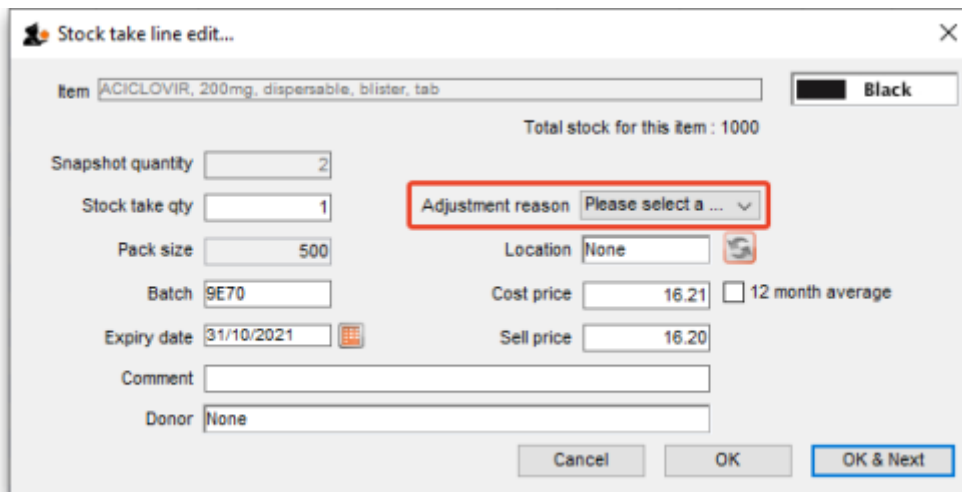 Stock take line edit...
Item ACICLOVIR, 200mg, dispersable, blister, tab Black
Total stock for this item : 1000
Snapshot quantity 2
Stock take qty 1 Adjustment reason Please select a ...
Pack size 500 Location None
Batch 9E70 Cost price 16.21 12 month average
Expiry date 31/10/2021 Sell price 16.20
Comment
Donor None
Cancel OK OK & Next